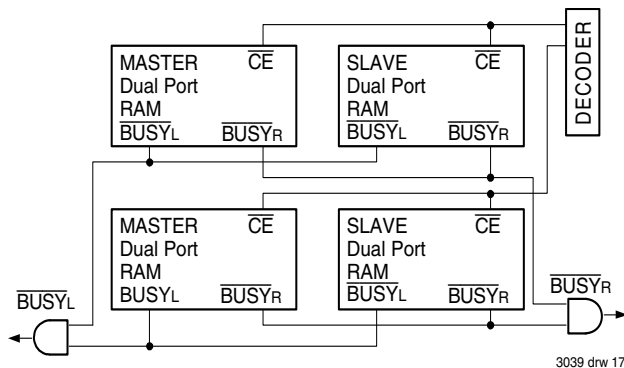 MASTER
Dual Port
RAM
BUSYL
CE
BUSYR
SLAVE
Dual Port
RAM
BUSYL
CE
BUSYR
DECODER
MASTER
Dual Port
RAM
BUSYL
CE
BUSYR
SLAVE
Dual Port
RAM
BUSYL
CE
BUSYR
BUSYL
BUSYR
3039 drw 17